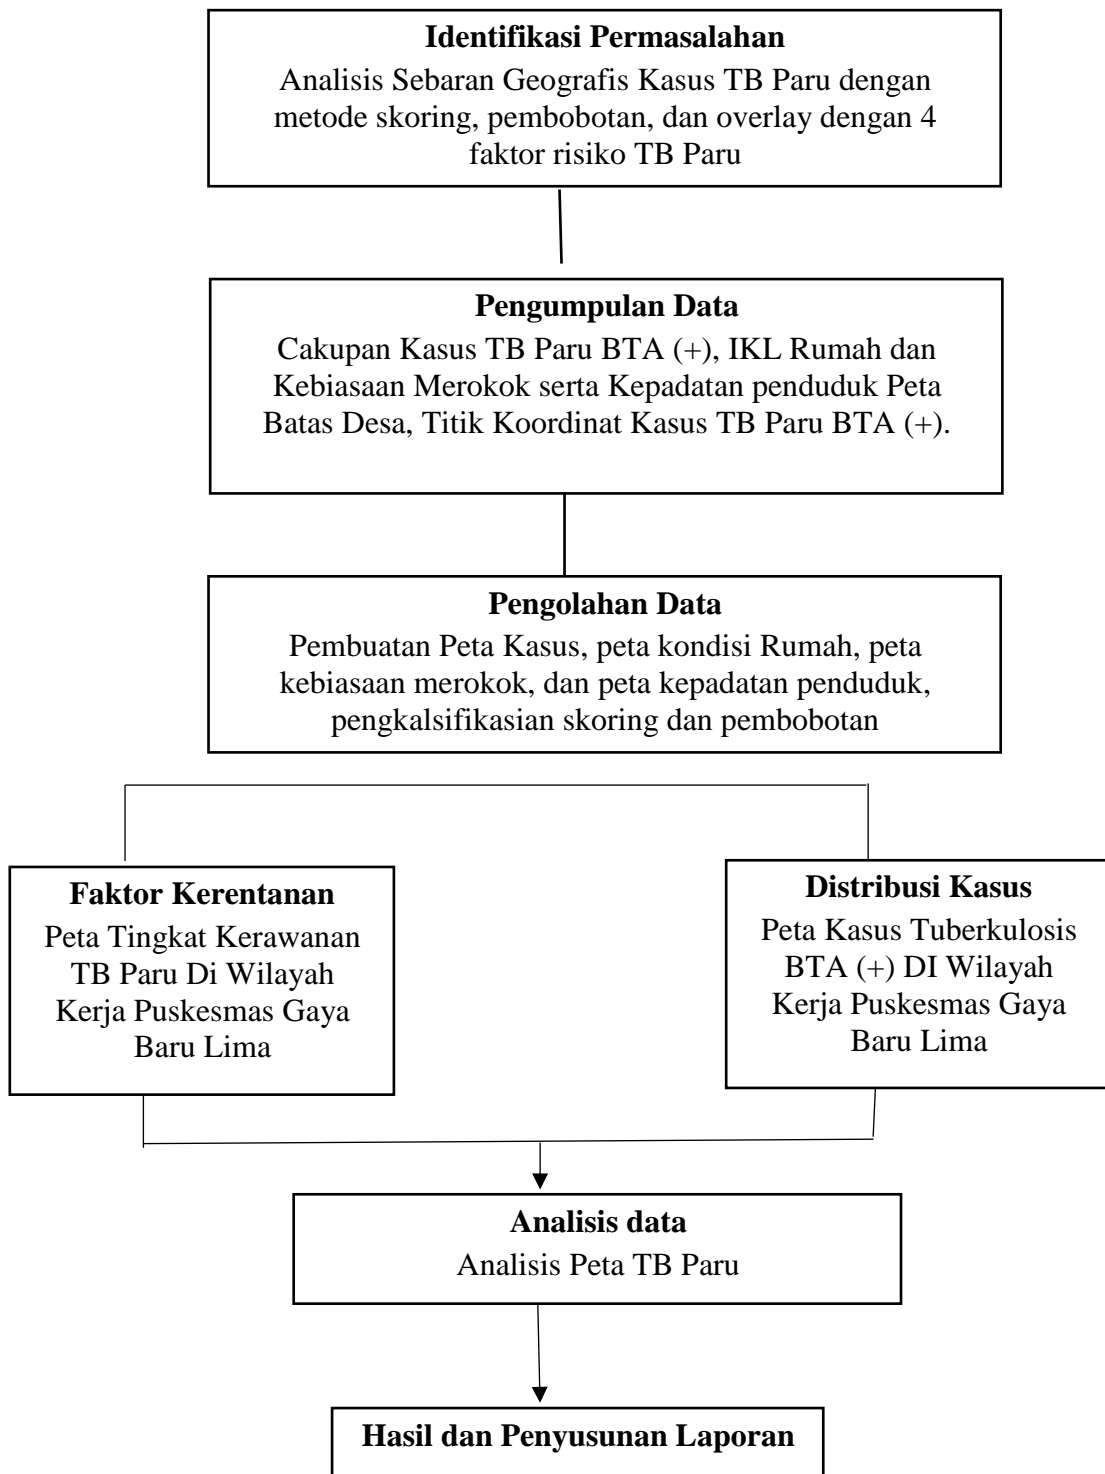 Identifikasi Permasalahan
Analisis Sebaran Geografis Kasus TB Paru dengan
metode skoring, pembobotan, dan overlay dengan 4
faktor risiko TB Paru
Pengumpulan Data
Cakupan Kasus TB Paru BTA (+), IKL Rumah dan
Kebiasaan Merokok serta Kepadatan penduduk Peta
Batas Desa, Titik Koordinat Kasus TB Paru BTA (+).
Pengolahan Data
Pembuatan Peta Kasus, peta kondisi Rumah, peta
kebiasaan merokok, dan peta kepadatan penduduk,
pengkalsifikasian skoring dan pembobotan
Faktor Kerentanan
Peta Tingkat Kerawanan
TB Paru Di Wilayah
Kerja Puskesmas Gaya
Baru Lima
Distribusi Kasus
Peta Kasus Tuberkulosis
BTA (+) DI Wilayah
Kerja Puskesmas Gaya
Baru Lima
Analisis data
Analisis Peta TB Paru
Hasil dan Penyusunan Laporan